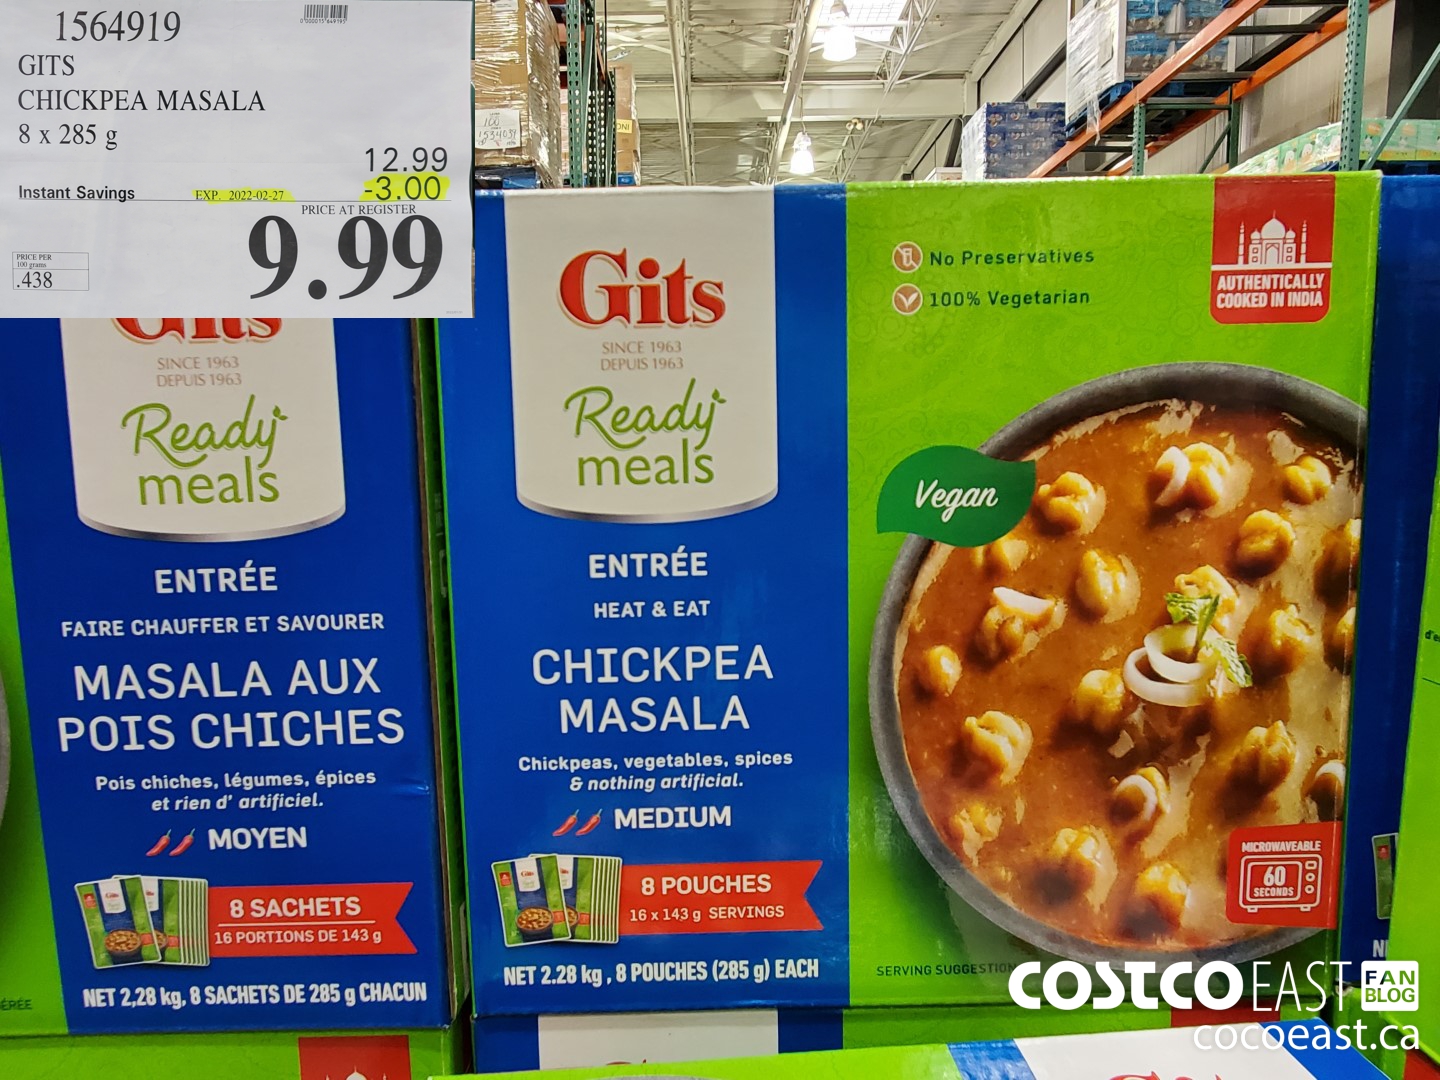 1564919
GITS
CHICKPEA MASALA
8 x 285 g
12.99
Instant Savings EXP. 2022-02-27 -3.00
PRICE AT REGISTER
9.99
PRICE PER
100 grams
.438
100
No Preservatives
100% Vegetarian
AUTHENTICALLY
COOKED IN INDIA
Gits
SINCE 1963
DEPUIS 1963
Ready
meals
ENTRÉE
FAIRE CHAUFFER ET SAVOURER
MASALA AUX
POIS CHICHES
Pois chiches, légumes, épices
et rien d' artificiel.
MOYEN
8 SACHETS
16 PORTIONS DE 143 g
NET 2,28 kg, 8 SACHETS DE 285 g CHACUN
Gits
SINCE 1963
DEPUIS 1963
Ready
meals
ENTRÉE
HEAT & EAT
CHICKPEA
MASALA
Chickpeas, vegetables, spices
& nothing artificial.
MEDIUM
8 POUCHES
16 x 143 g SERVINGS
NET 2.28 kg , 8 POUCHES (285 g) EACH
Vegan
MICROWAVEABLE
60
SECONDS
SERVING SUGGESTION
COSTCO EAST FAN BLOG
cocoeast.ca